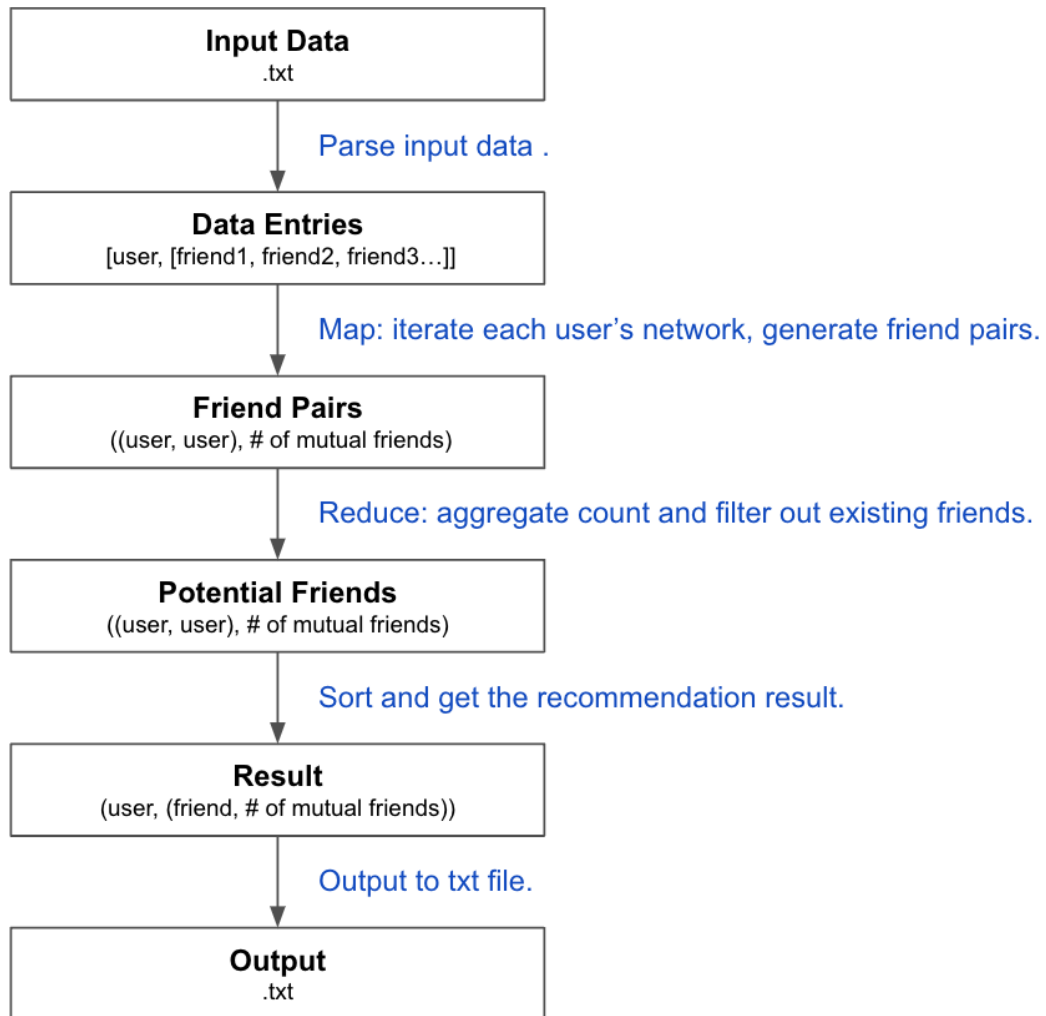 Input Data
.txt
Parse input data .
Data Entries
[user, [friend1, friend2, friend3…]]
Map: iterate each user’s network, generate friend pairs.
Friend Pairs
((user, user), # of mutual friends)
Reduce: aggregate count and filter out existing friends.
Potential Friends
((user, user), # of mutual friends)
Sort and get the recommendation result.
Result
(user, (friend, # of mutual friends))
Output to txt file.
Output
.txt